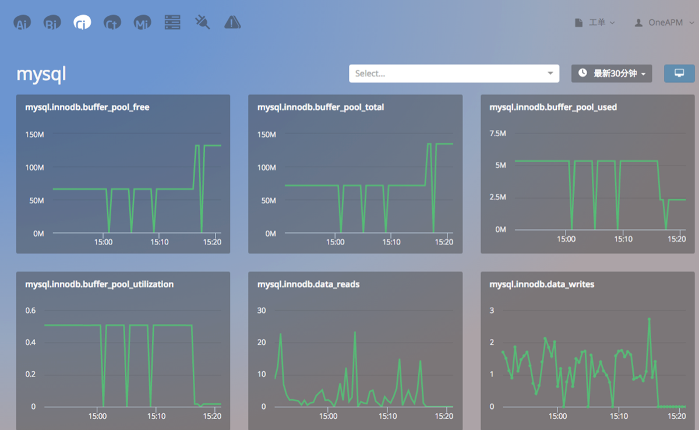 Ai Bi Ci Ct Mi
工单 OneAPM
mysql
Select... 最新30分钟
mysql.innodb.buffer_pool_free
150M
100M
50M
0M
15:00 15:10 15:20
mysql.innodb.buffer_pool_total
150M
100M
50M
0M
15:00 15:10 15:20
mysql.innodb.buffer_pool_used
7.5M
5M
2.5M
0M
15:00 15:10 15:20
mysql.innodb.buffer_pool_utilization
0.6
0.4
0.2
0
15:00 15:10 15:20
mysql.innodb.data_reads
30
20
10
0
15:00 15:10 15:20
mysql.innodb.data_writes
3
2
1
0
15:00 15:10 15:20